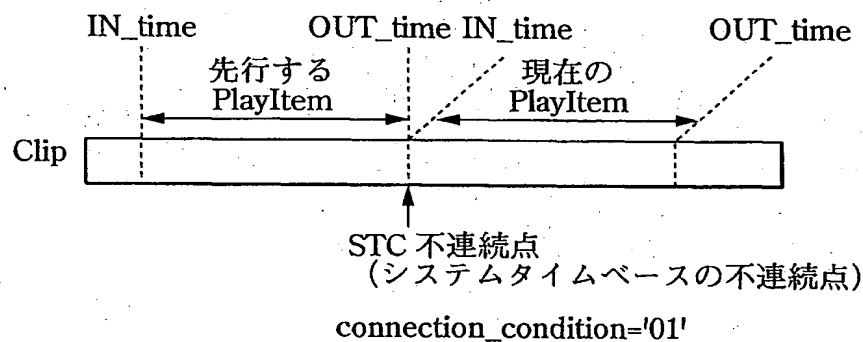 IN_time OUT_time IN_time OUT_time
先行する
PlayItem
現在の
PlayItem
Clip
STC 不連続点
（システムタイムベースの不連続点）
connection_condition='01'